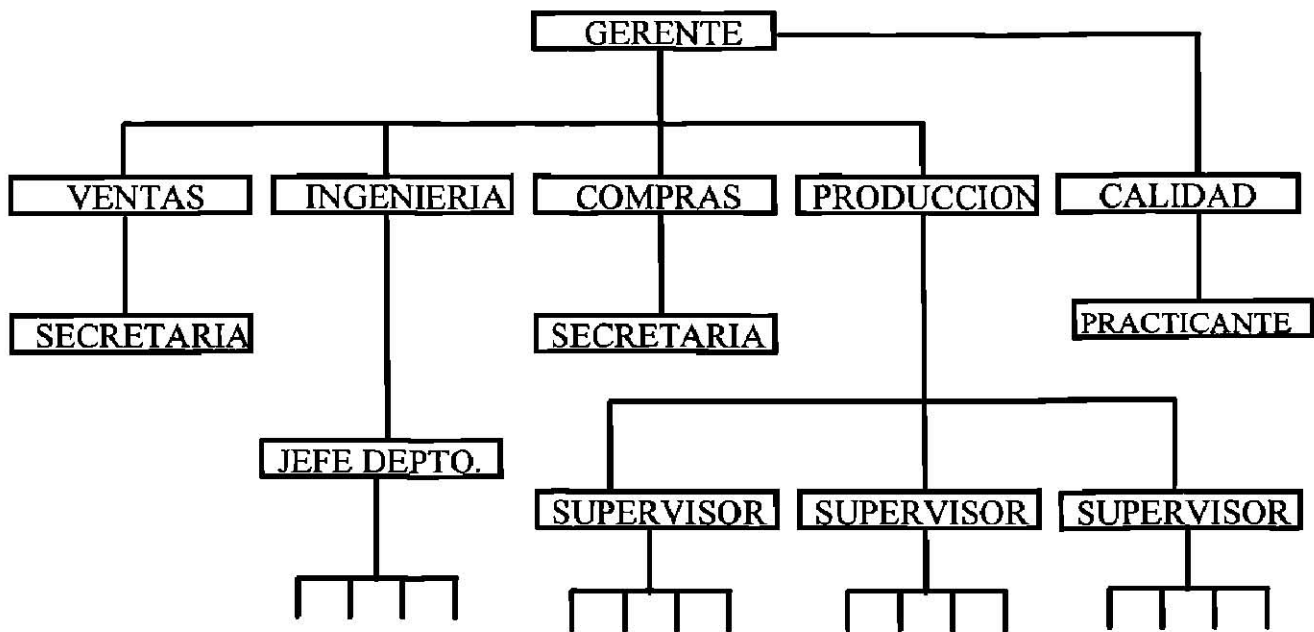 GERENTE
VENTAS
INGENIERIA
COMPRAS
PRODUCCION
CALIDAD
SECRETARIA
SECRETARIA
PRACTICANTE
JEFE DEPTO.
SUPERVISOR
SUPERVISOR
SUPERVISOR